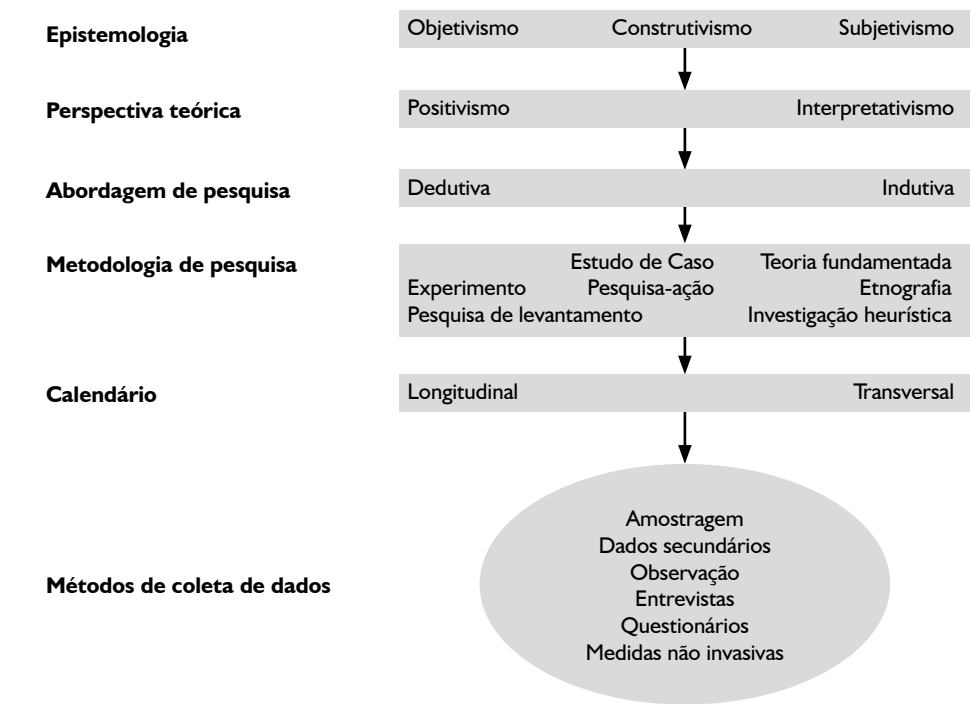 Epistemologia
Objetivismo Construtivismo Subjetivismo
Perspectiva teórica
Positivismo Interpretativismo
Abordagem de pesquisa
Dedutiva Indutiva
Metodologia de pesquisa
Estudo de Caso Teoria fundamentada
Experimento Pesquisa-ação Etnografia
Pesquisa de levantamento Investigação heurística
Calendário
Longitudinal Transversal
Métodos de coleta de dados
Amostragem
Dados secundários
Observação
Entrevistas
Questionários
Medidas não invasivas